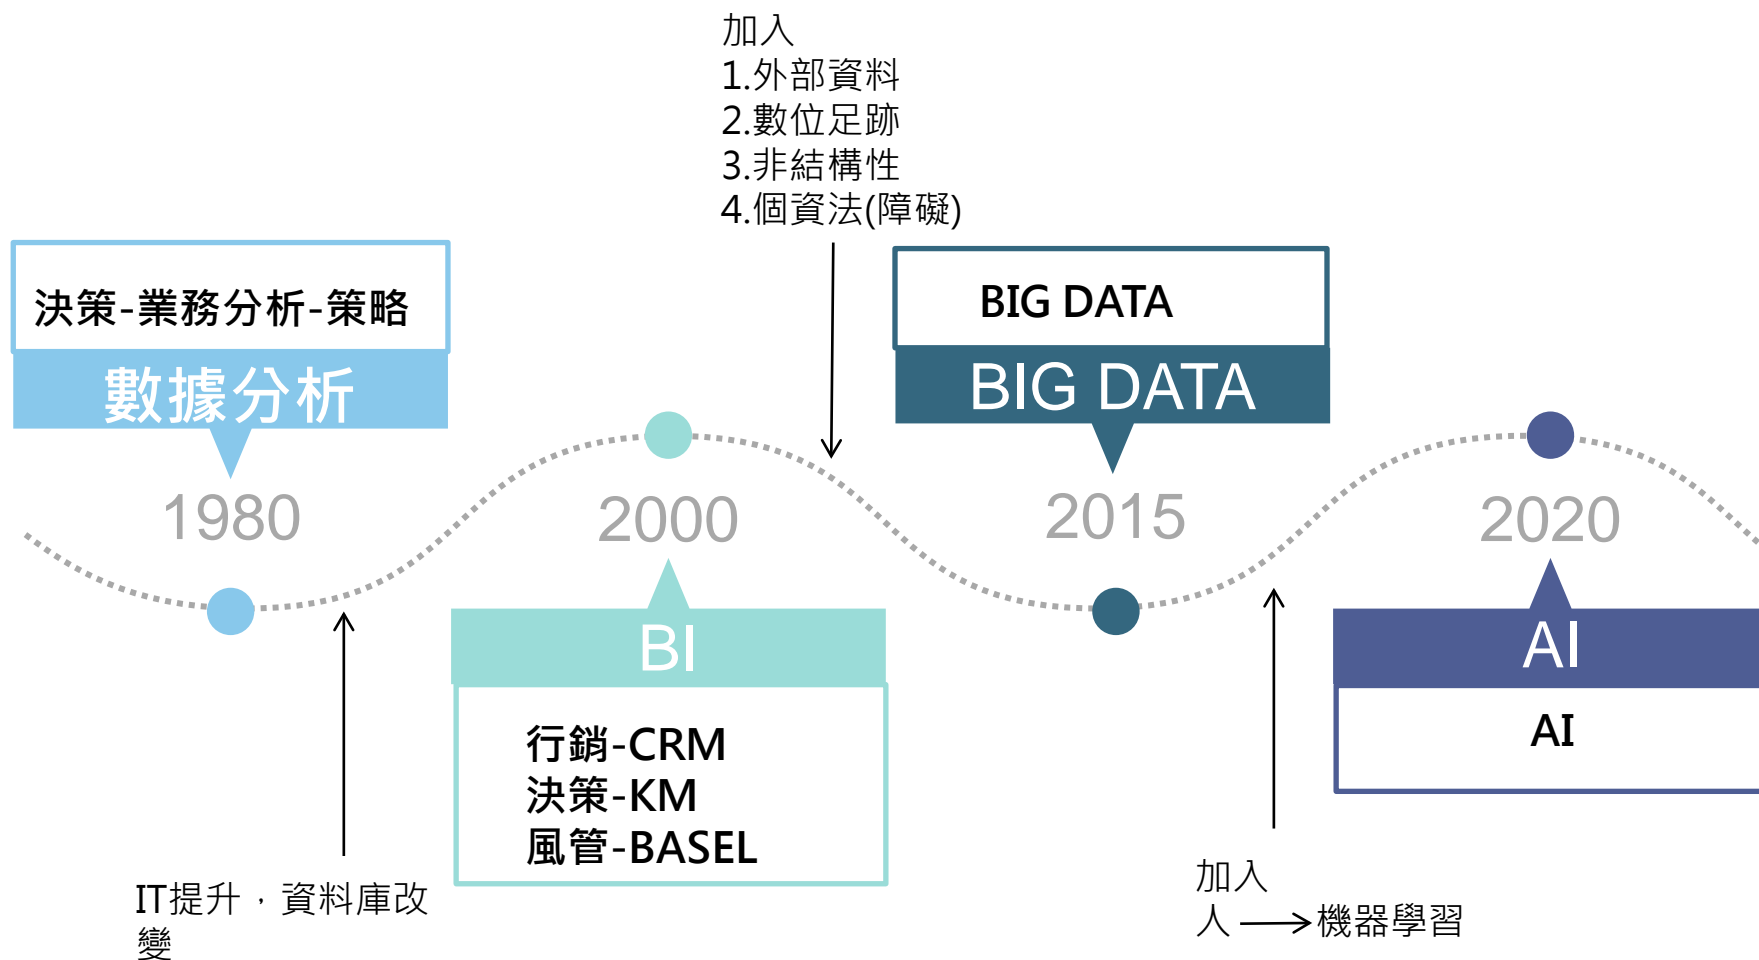 加入
1.外部資料
2.數位足跡
3.非結構性
4.個資法(障礙)
決策-業務分析-策略
數據分析
1980
IT提升，資料庫改
變
2000
BI
行銷-CRM
決策-KM
風管-BASEL
BIG DATA
BIG DATA
2015
加入
人 → 機器學習
2020
AI
AI